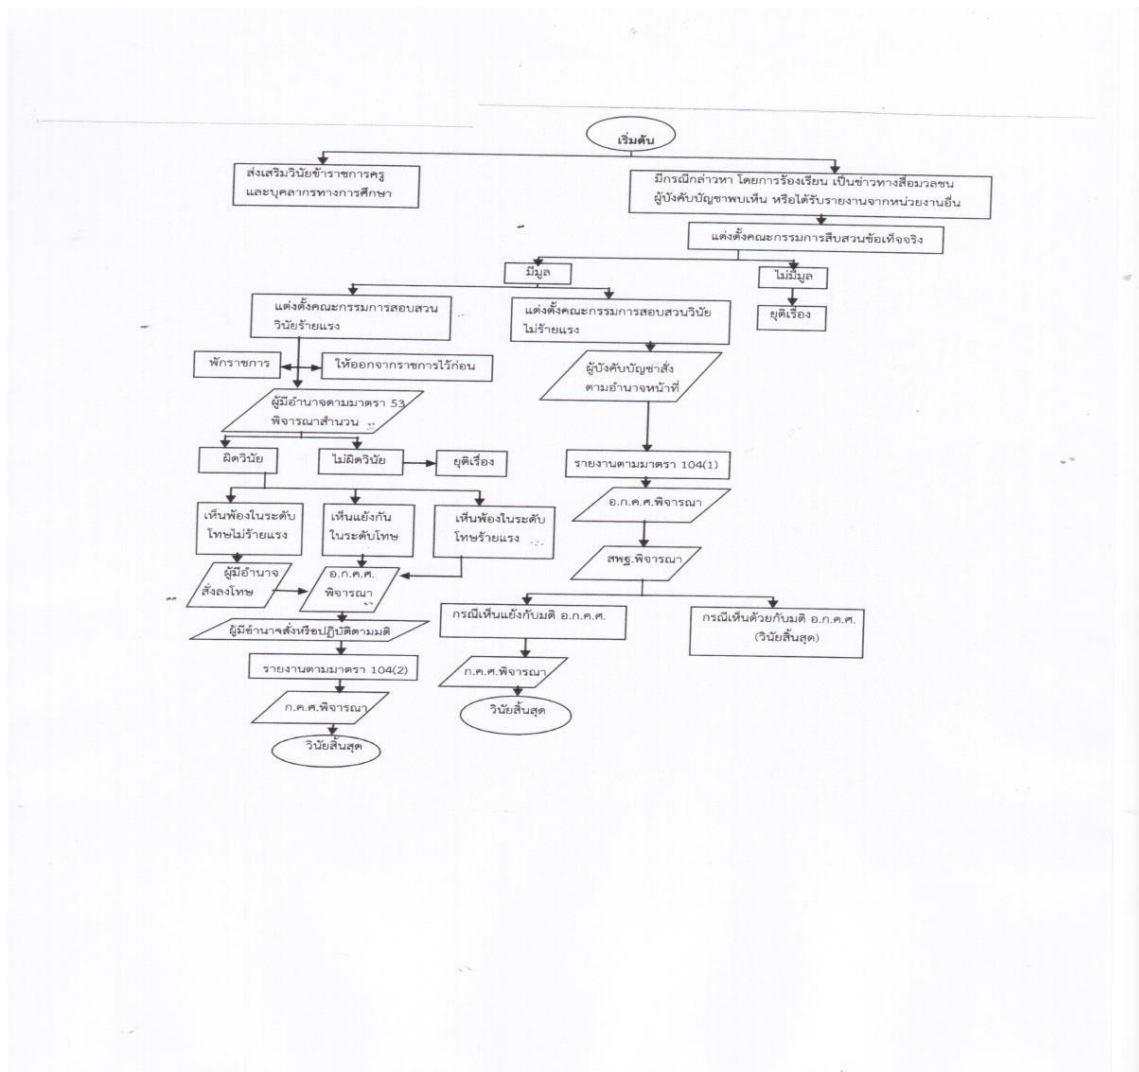 เริ่มต้น
ส่งเสริมวินัยข้าราชการครู
และบุคลากรทางการศึกษา
มีกรณีกล่าวหา โดยการร้องเรียน เป็นข่าวทางสื่อมวลชน
ผู้บังคับบัญชาพบเห็น หรือได้รับรายงานจากหน่วยงานอื่น
แต่งตั้งคณะกรรมการสืบสวนข้อเท็จจริง
มีมูล
ไม่มีมูล
ยุติเรื่อง
แต่งตั้งคณะกรรมการสอบสวน
วินัยร้ายแรง
แต่งตั้งคณะกรรมการสอบสวนวินัย
ไม่ร้ายแรง
พักราชการ
ให้ออกจากราชการไว้ก่อน
ผู้บังคับบัญชาสั่ง
ตามอำนาจหน้าที่
ผู้มีอำนาจตามมาตรา 53
พิจารณาสำนวน
ผิดวินัย
ไม่ผิดวินัย
ยุติเรื่อง
รายงานตามมาตรา 104(1)
อ.ก.ค.ศ.พิจารณา
เห็นพ้องในระดับ
โทษไม่ร้ายแรง
เห็นแย้งกัน
ในระดับโทษ
เห็นพ้องในระดับ
โทษร้ายแรง
สพฐ.พิจารณา
ผู้มีอำนาจ
สั่งลงโทษ
อ.ก.ค.ศ.
พิจารณา
กรณีเห็นแย้งกับมติ อ.ก.ค.ศ.
กรณีเห็นด้วยกับมติ อ.ก.ค.ศ.
(วินัยสิ้นสุด)
ผู้มีอำนาจสั่งหรือปฏิบัติตามมติ
รายงานตามมาตรา 104(2)
ก.ค.ศ.พิจารณา
ก.ค.ศ.พิจารณา
วินัยสิ้นสุด
วินัยสิ้นสุด